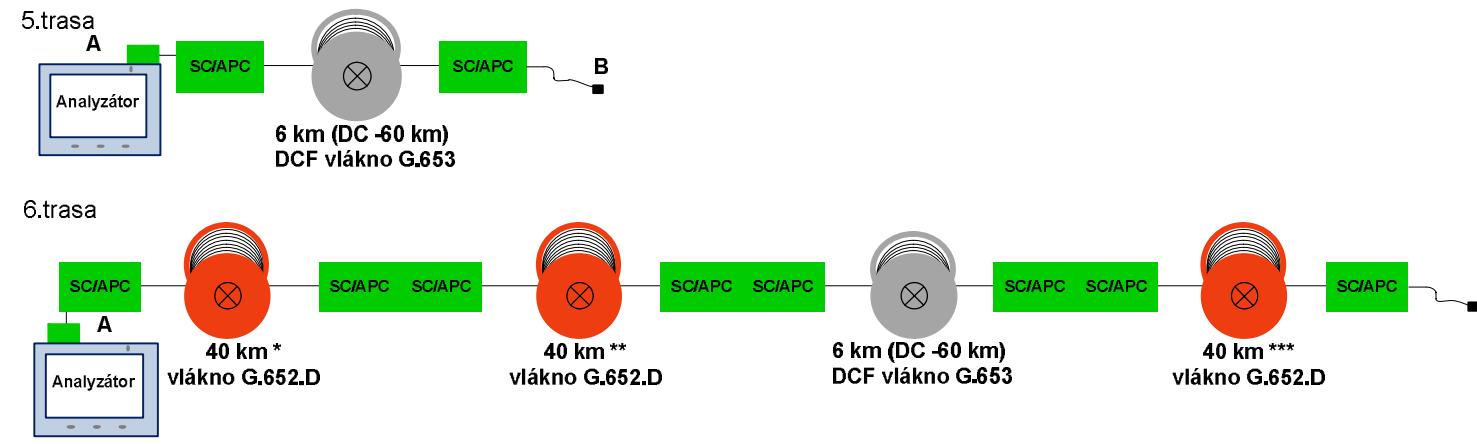 5.trasa
A
SC/APC
SC/APC
B
Analyzátor
6 km (DC -60 km)
DCF vlákno G.653
6.trasa
SC/APC
SC/APC SC/APC
SC/APC SC/APC
SC/APC SC/APC
SC/APC
A
Analyzátor
40 km *
vlákno G.652.D
40 km **
vlákno G.652.D
6 km (DC -60 km)
DCF vlákno G.653
40 km ***
vlákno G.652.D